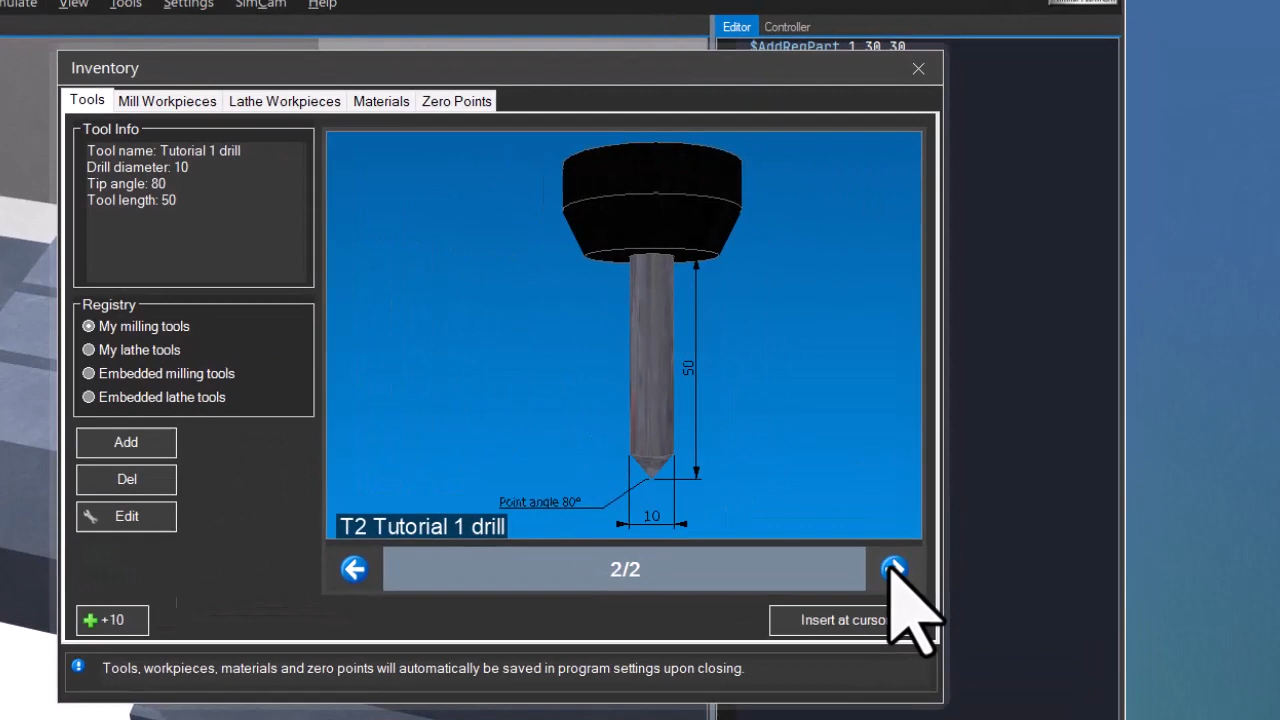 View Tools Settings SimCam Help
Editor Controller
$AddRegPart 1 30 30
Inventory
Tools Mill Workpieces Lathe Workpieces Materials Zero Points
Tool Info
Tool name: Tutorial 1 drill
Drill diameter: 10
Tip angle: 80
Tool length: 50
Registry
My milling tools
My lathe tools
Embedded milling tools
Embedded lathe tools
Add
Del
Edit
50
Point angle 80°
10
T2 Tutorial 1 drill
2/2
+10
Insert at curso
Tools, workpieces, materials and zero points will automatically be saved in program settings upon closing.